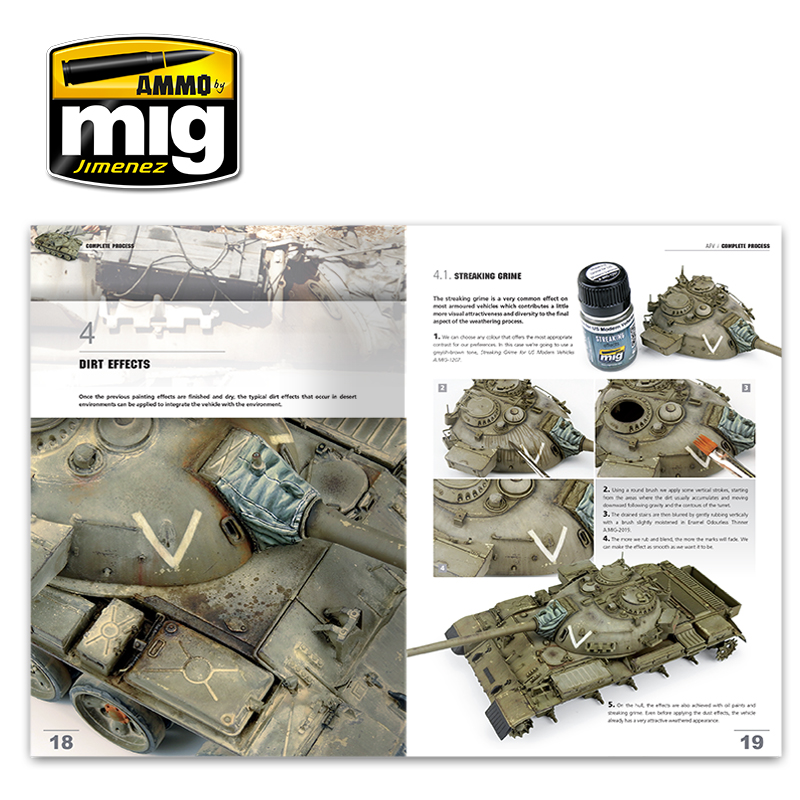 AMMO by
mig
Jimenez
COMPLETE PROCESS
4
DIRT EFFECTS
Once the previous painting effects are finished and dry, the typical dirt effects that occur in desert
environments can be applied to integrate the vehicle with the environment.
18
AFV / COMPLETE PROCESS
4.1. STREAKING GRIME
The streaking grime is a very common effect on
most armoured vehicles which contributes a little
more visual attractiveness and diversity to the final
aspect of the weathering process.
1. We can choose any colour that offers the most appropriate
contrast for our preferences. In this case we're going to use a
greyish-brown tone, Streaking Grime for US Modern Vehicles
A.MIG-1207.
for US Modern
STREAKING
mig
V
2
3
2. Using a round brush we apply some vertical strokes, starting
from the areas where the dirt usually accumulates and moving
downward following gravity and the contours of the turret.
3. The drained stairs are then blurred by gently rubbing vertically
with a brush slightly moistened in Enamel Odourless Thinner
A.MIG-2019.
4. The more we rub and blend, the more the marks will fade. We
can make the effect as smooth as we want it to be.
4
5. On the hull, the effects we also achieved with oil paints and
streaking grime. Even before applying the dust effects, the vehicle
already has a very attractive weathered appearance.
19